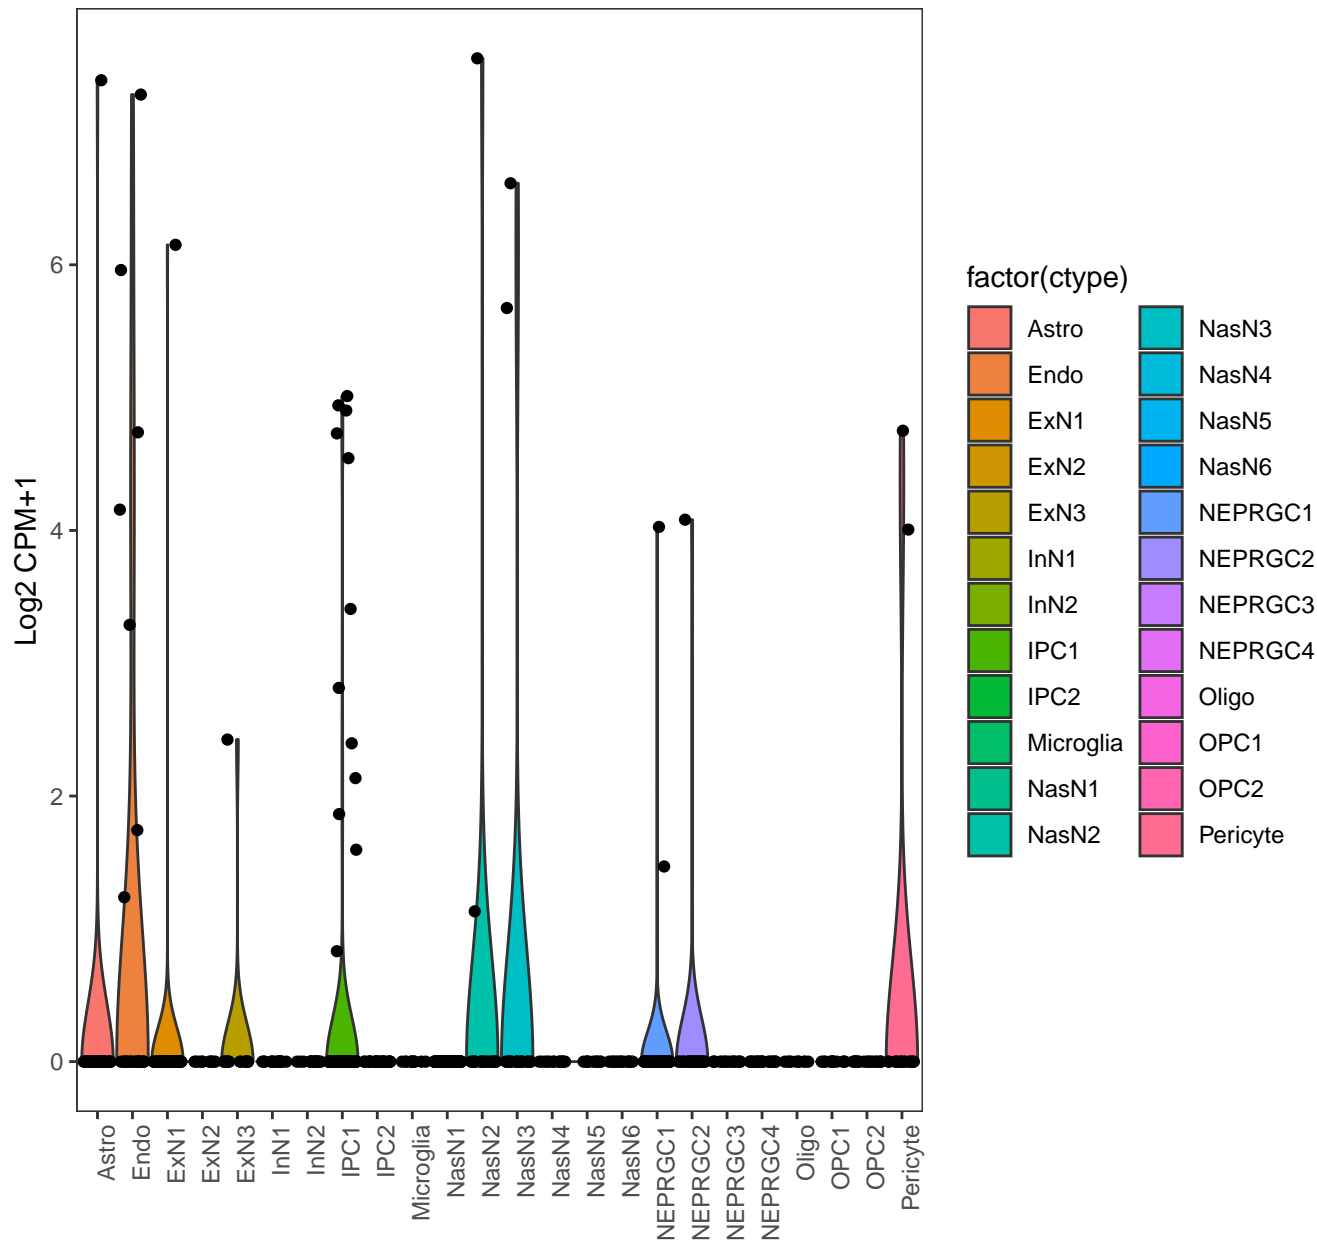 6
4
2
0
Log2 CPM+1
Astro
Endo
ExN1
ExN2
ExN3
InN1
InN2
IPC1
IPC2
Microglia
NasN1
NasN2
NasN3
NasN4
NasN5
NasN6
NEPRGC1
NEPRGC2
NEPRGC3
NEPRGC4
Oligo
OPC1
OPC2
Pericyte
factor(ctype)
Astro
Endo
ExN1
ExN2
ExN3
InN1
InN2
IPC1
IPC2
Microglia
NasN1
NasN2
NasN3
NasN4
NasN5
NasN6
NEPRGC1
NEPRGC2
NEPRGC3
NEPRGC4
Oligo
OPC1
OPC2
Pericyte